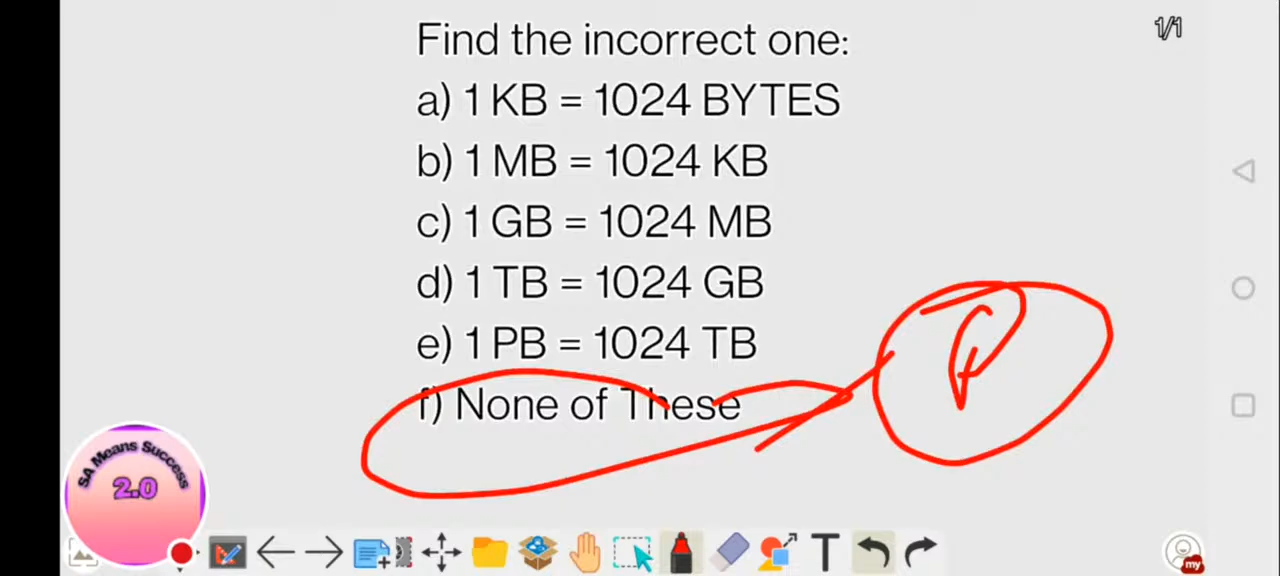 1/1
Find the incorrect one:
a) 1 KB = 1024 BYTES
b) 1 MB = 1024 KB
c) 1 GB = 1024 MB
d) 1 TB = 1024 GB
e) 1 PB = 1024 TB
f) None of These
SA Means Success
2.0
T
my